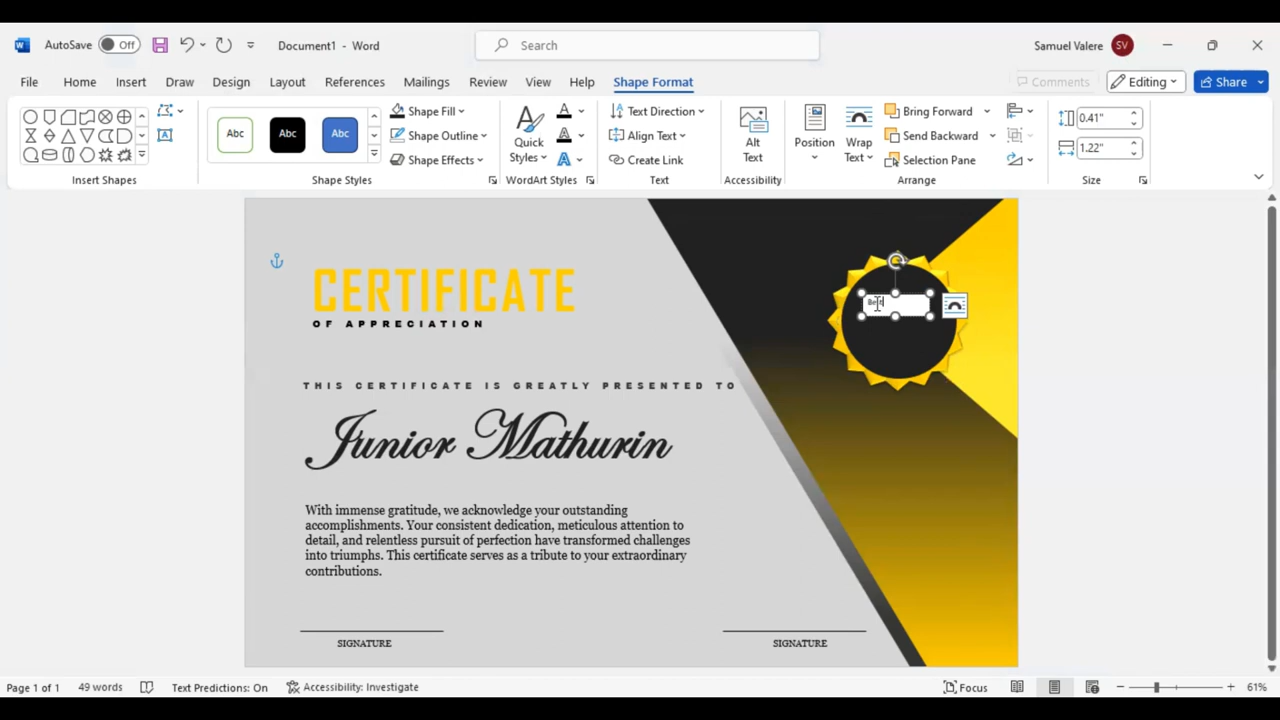 AutoSave Off Document1 - Word Search Samuel Valere SV
File Home Insert Draw Design Layout References Mailings Review View Help Shape Format Comments Editing Share
Abc Abc Abc
Shape Fill
Shape Outline
Shape Effects
Quick Styles
Text Direction
Align Text
Create Link
Alt Text
Position
Wrap Text
Bring Forward
Send Backward
Selection Pane
0.41"
1.22"
Insert Shapes Shape Styles WordArt Styles Text Accessibility Arrange Size
CERTIFICATE
OF APPRECIATION
THIS CERTIFICATE IS GREATLY PRESENTED TO
Junior Mathurin
With immense gratitude, we acknowledge your outstanding
accomplishments. Your consistent dedication, meticulous attention to
detail, and relentless pursuit of perfection have transformed challenges
into triumphs. This certificate serves as a tribute to your extraordinary
contributions.
SIGNATURE SIGNATURE
Page 1 of 1 49 words Text Predictions: On Accessibility: Investigate Focus 61%